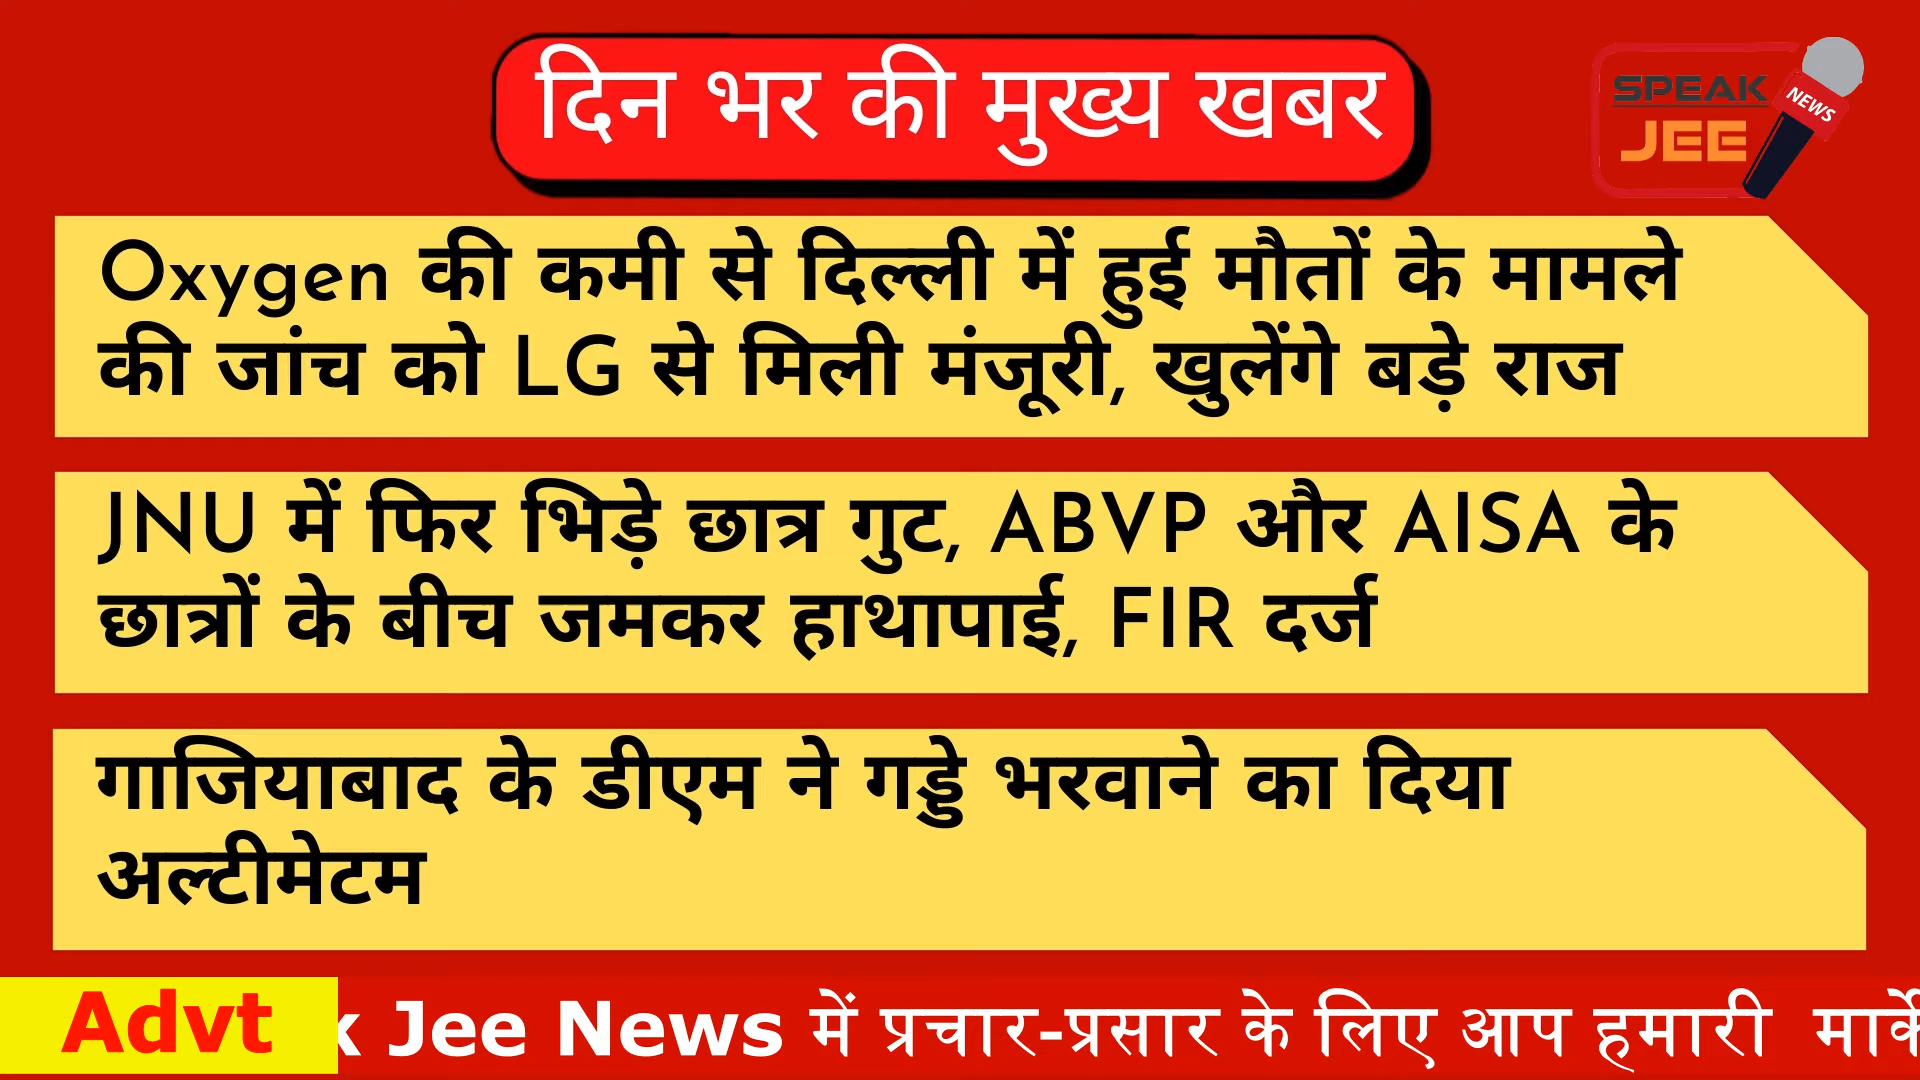 दिन भर की मुख्य खबर
SPEAK
JEE
NEWS
Oxygen की कमी से दिल्ली में हुई मौतों के मामले
की जांच को LG से मिली मंजूरी, खुलेंगे बड़े राज
JNU में फिर भिड़े छात्र गुट, ABVP और AISA के
छात्रों के बीच जमकर हाथापाई, FIR दर्ज
गाजियाबाद के डीएम ने गड्डे भरवाने का दिया
अल्टीमेटम
Advt
Jee News में प्रचार-प्रसार के लिए आप हमारी